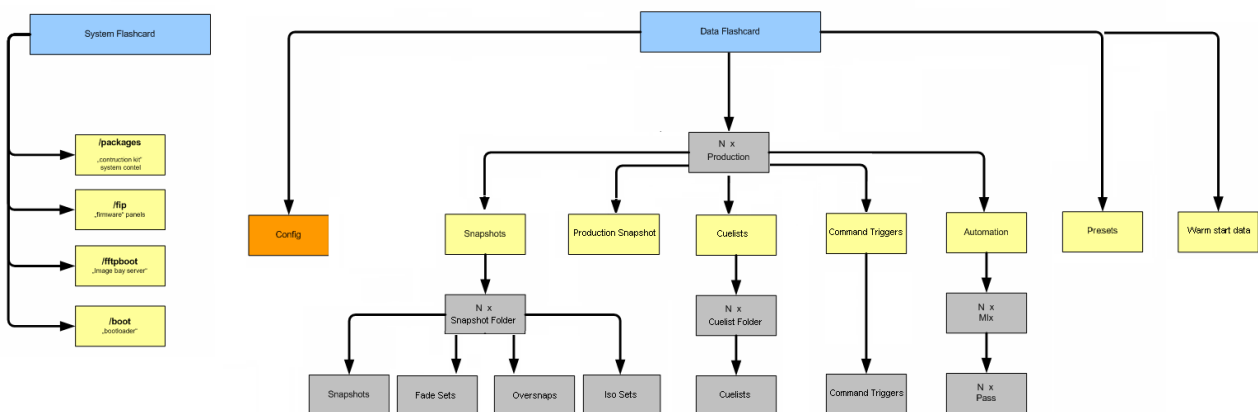 System Flashcard
Data Flashcard
/packages
„contruction kit"
system contel
N x
Production
/fip
„firmware" panels
Config
Snapshots
Production Snapshot
Cuelists
Command Triggers
Automation
Presets
Warm start data
/fftpboot
„Image bay server"
/boot
„bootloader"
N x
Snapshot Folder
N x
Cuelist Folder
N x
MIx
Snapshots
Fade Sets
Oversnaps
Iso Sets
Cuelists
Command Triggers
N x
Pass